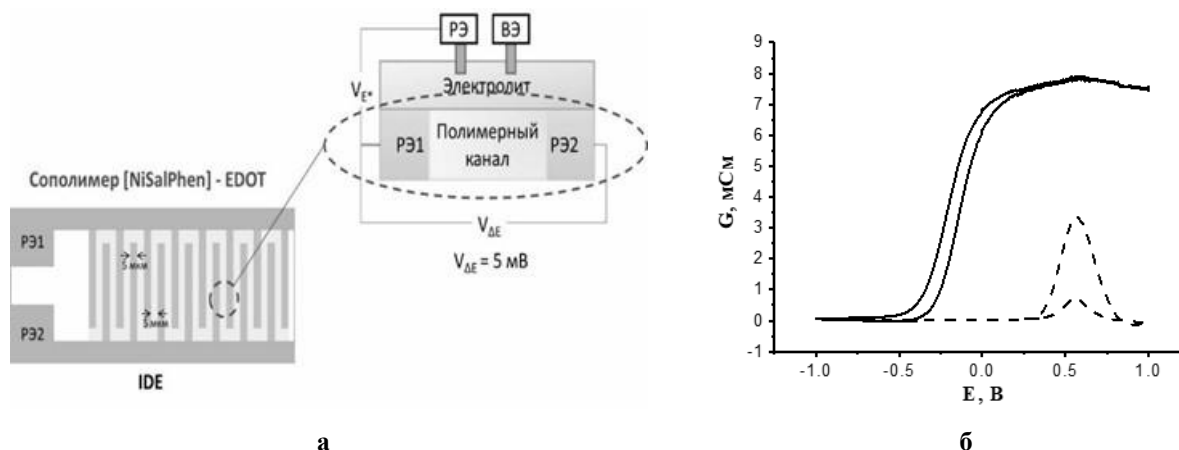 РЭ ВЭ
V_E*
Электролит
РЭ1 Полимерный канал РЭ2
V_ΔE
V_ΔE = 5 мВ
Сополимер [NiSalPhen] - EDOT
РЭ1
5 мкм
5 мкм
РЭ2
IDE
а
G, мСм
9
8
7
6
5
4
3
2
1
0
-1
-1.0 -0.5 0.0 0.5 1.0
E, В
б